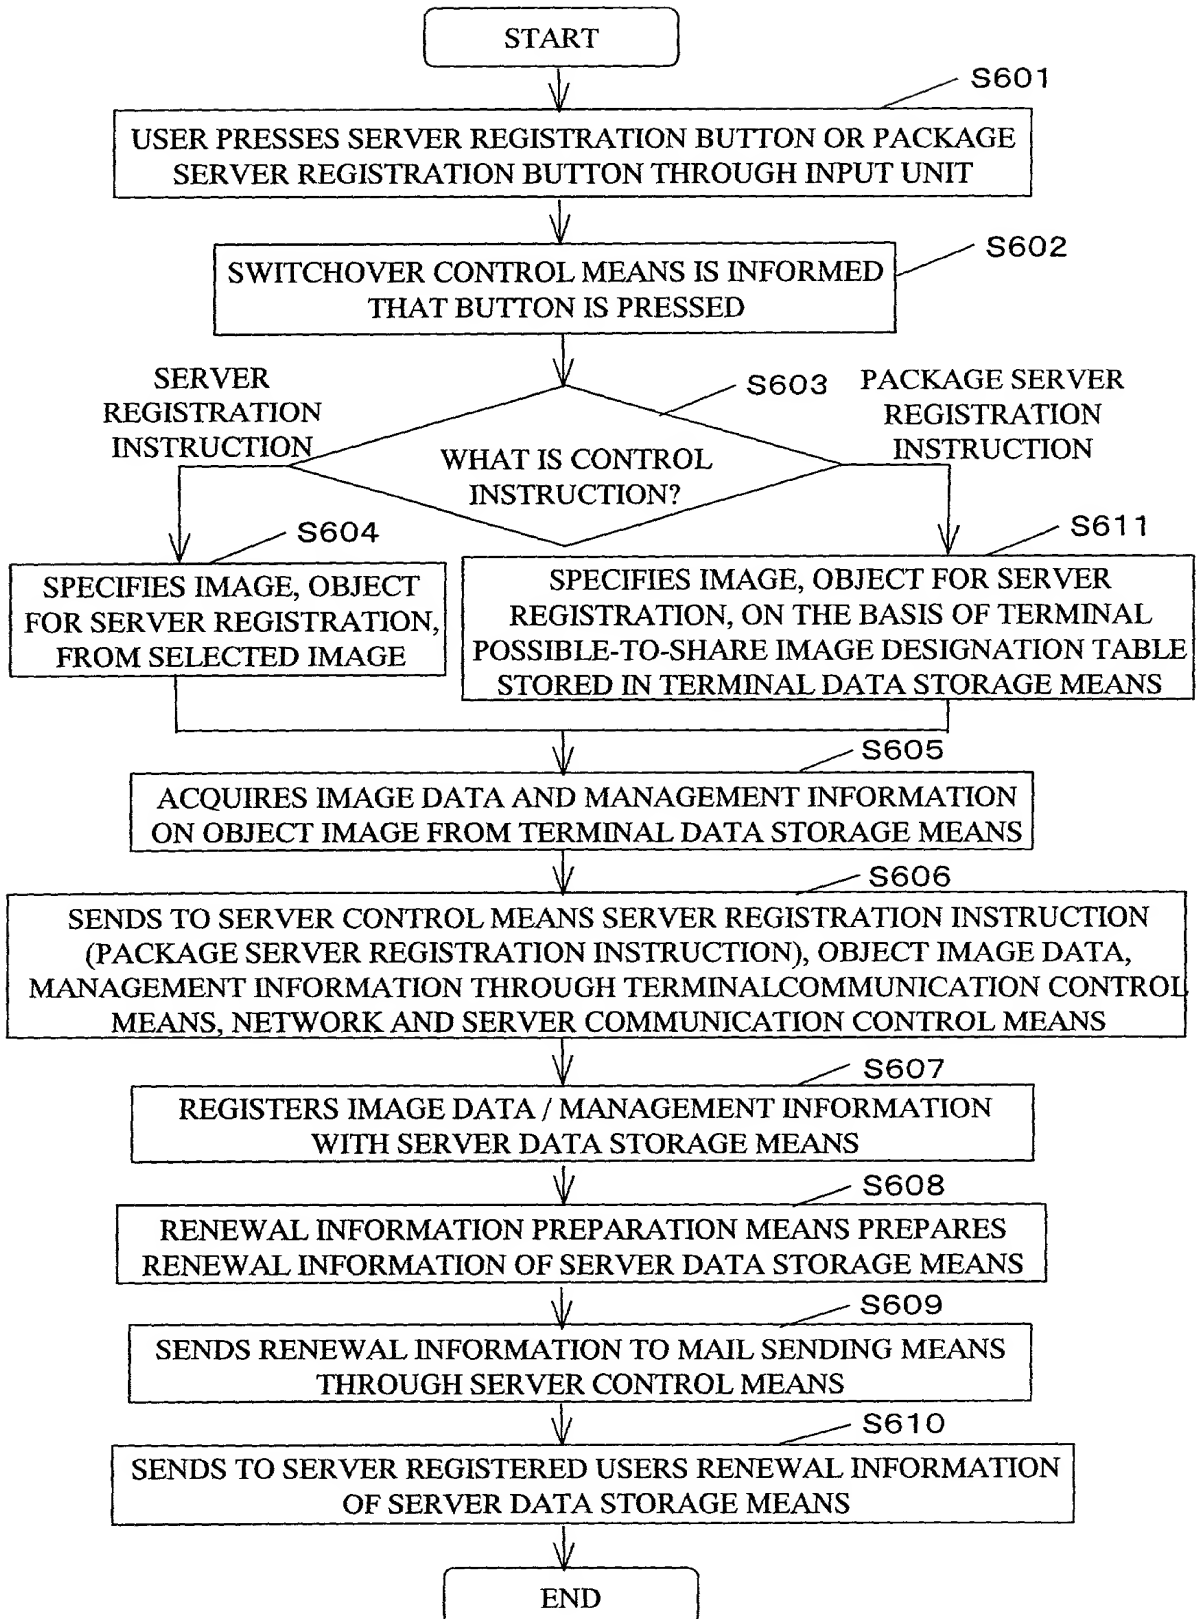 START
S601
USER PRESSES SERVER REGISTRATION BUTTON OR PACKAGE
SERVER REGISTRATION BUTTON THROUGH INPUT UNIT
S602
SWITCHOVER CONTROL MEANS IS INFORMED
THAT BUTTON IS PRESSED
SERVER
REGISTRATION
INSTRUCTION
S603
PACKAGE SERVER
REGISTRATION
INSTRUCTION
WHAT IS CONTROL
INSTRUCTION?
S604
SPECIFIES IMAGE, OBJECT
FOR SERVER REGISTRATION,
FROM SELECTED IMAGE
S611
SPECIFIES IMAGE, OBJECT FOR SERVER
REGISTRATION, ON THE BASIS OF TERMINAL
POSSIBLE-TO-SHARE IMAGE DESIGNATION TABLE
STORED IN TERMINAL DATA STORAGE MEANS
S605
ACQUIRES IMAGE DATA AND MANAGEMENT INFORMATION
ON OBJECT IMAGE FROM TERMINAL DATA STORAGE MEANS
S606
SENDS TO SERVER CONTROL MEANS SERVER REGISTRATION INSTRUCTION
(PACKAGE SERVER REGISTRATION INSTRUCTION), OBJECT IMAGE DATA,
MANAGEMENT INFORMATION THROUGH TERMINALCOMMUNICATION CONTROL
MEANS, NETWORK AND SERVER COMMUNICATION CONTROL MEANS
S607
REGISTERS IMAGE DATA / MANAGEMENT INFORMATION
WITH SERVER DATA STORAGE MEANS
S608
RENEWAL INFORMATION PREPARATION MEANS PREPARES
RENEWAL INFORMATION OF SERVER DATA STORAGE MEANS
S609
SENDS RENEWAL INFORMATION TO MAIL SENDING MEANS
THROUGH SERVER CONTROL MEANS
S610
SENDS TO SERVER REGISTERED USERS RENEWAL INFORMATION
OF SERVER DATA STORAGE MEANS
END